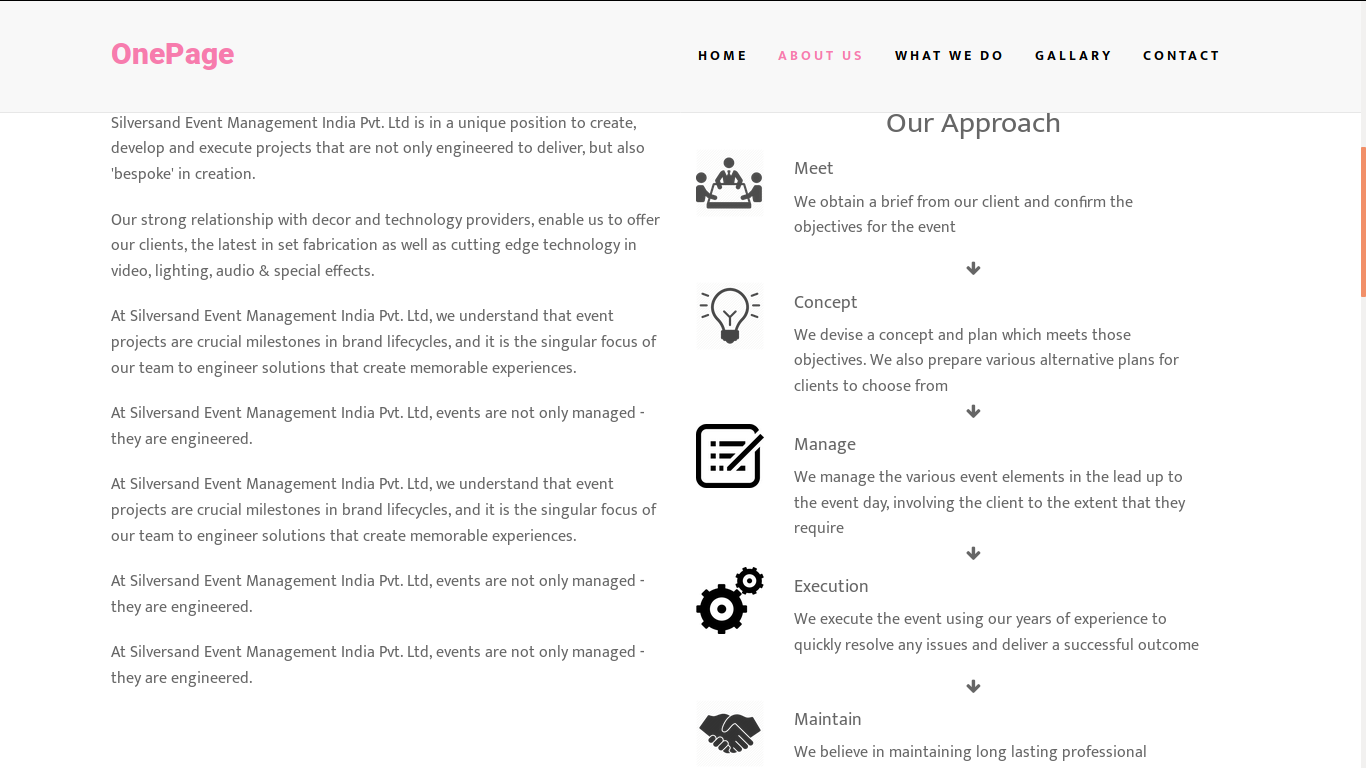 OnePage
HOME
ABOUT US
WHAT WE DO
GALLARY
CONTACT
Silversand Event Management India Pvt. Ltd is in a unique position to create,
develop and execute projects that are not only engineered to deliver, but also
'bespoke' in creation.
Our strong relationship with decor and technology providers, enable us to offer
our clients, the latest in set fabrication as well as cutting edge technology in
video, lighting, audio & special effects.
At Silversand Event Management India Pvt. Ltd, we understand that event
projects are crucial milestones in brand lifecycles, and it is the singular focus of
our team to engineer solutions that create memorable experiences.
At Silversand Event Management India Pvt. Ltd, events are not only managed -
they are engineered.
At Silversand Event Management India Pvt. Ltd, we understand that event
projects are crucial milestones in brand lifecycles, and it is the singular focus of
our team to engineer solutions that create memorable experiences.
At Silversand Event Management India Pvt. Ltd, events are not only managed -
they are engineered.
At Silversand Event Management India Pvt. Ltd, events are not only managed -
they are engineered.
Our Approach
Meet
We obtain a brief from our client and confirm the
objectives for the event
Concept
We devise a concept and plan which meets those
objectives. We also prepare various alternative plans for
clients to choose from
Manage
We manage the various event elements in the lead up to
the event day, involving the client to the extent that they
require
Execution
We execute the event using our years of experience to
quickly resolve any issues and deliver a successful outcome
Maintain
We believe in maintaining long lasting professional